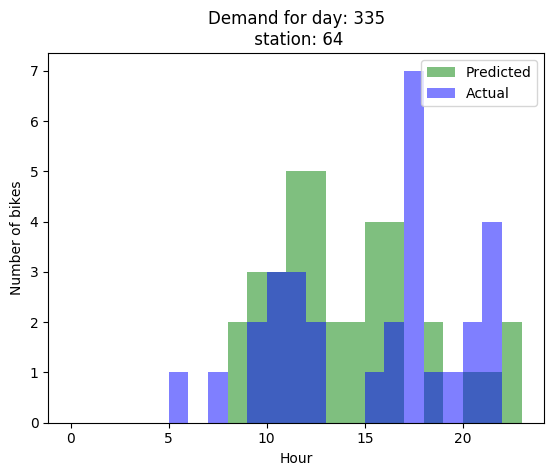 Demand for day: 335
station: 64
Predicted
Actual
Number of bikes
7
6
5
4
3
2
1
0
0 5 10 15 20
Hour